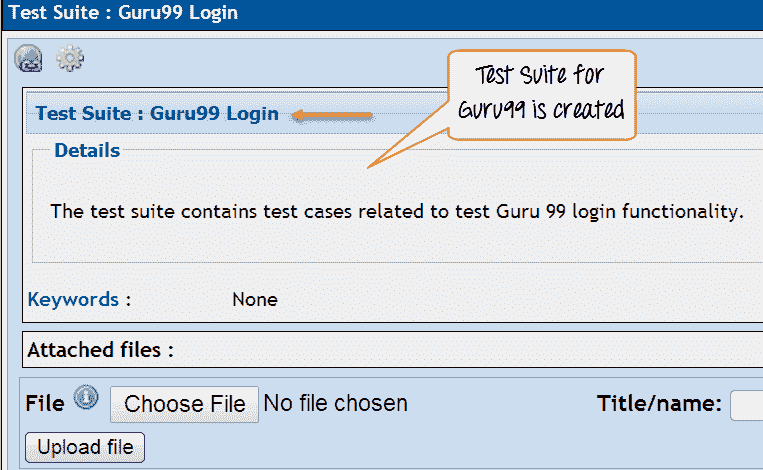 Test Suite : Guru99 Login
Test Suite for
Guru99 is created
Test Suite : Guru99 Login
Details
The test suite contains test cases related to test Guru 99 login functionality.
Keywords : None
Attached files :
File Choose File No file chosen Title/name:
Upload file